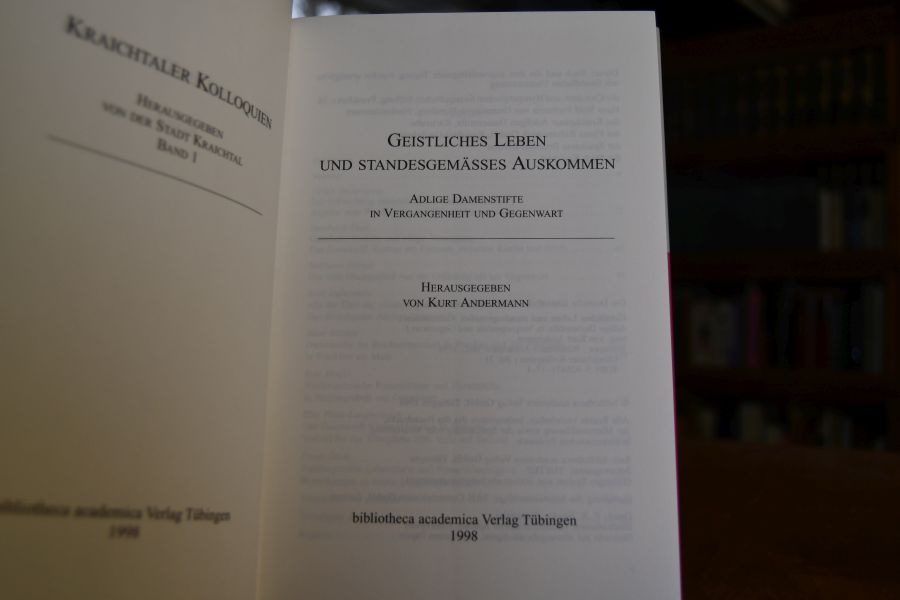 KRAICHTALER KOLLOQUIEN
HERAUSGEGEBEN
VON DER STADT KRAICHTAL
BAND 1
bibliotheca academica Verlag Tübingen
1998
GEISTLICHES LEBEN
UND STANDESGEMÄSSES AUSKOMMEN
ADLIGE DAMENSTIFTE
IN VERGANGENHEIT UND GEGENWART
HERAUSGEGEBEN
VON KURT ANDERMANN
bibliotheca academica Verlag Tübingen
1998